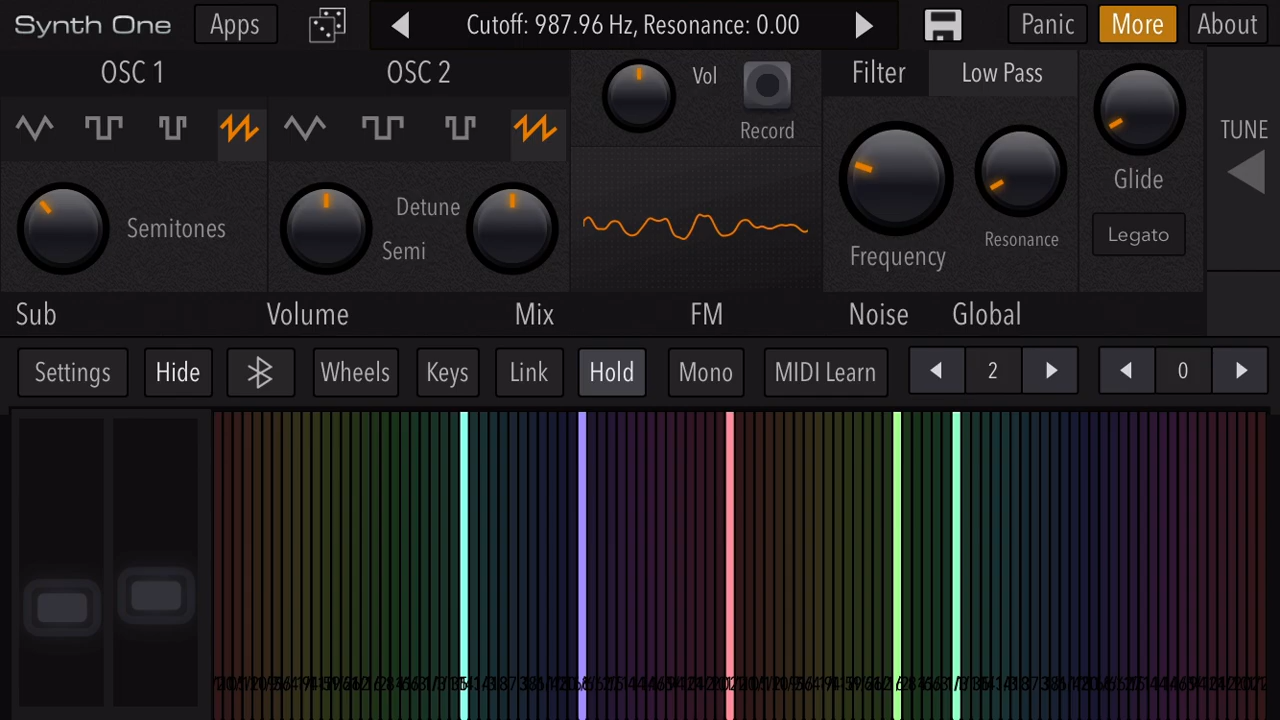 Synth One Apps Cutoff: 987.96 Hz, Resonance: 0.00 Panic More About
OSC 1 OSC 2 Vol Filter Low Pass
Record
TUNE
Semitones Detune
Semi
Glide
Resonance
Legato
Frequency
Sub Volume Mix FM Noise Global
Settings Hide Wheels Keys Link Hold Mono MIDI Learn 2 0